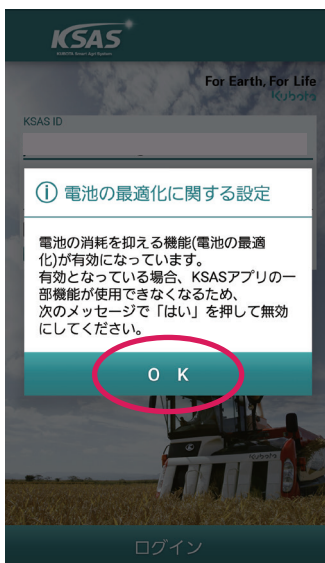 KSAS
KUBOTA Smart Agri System
For Earth, For Life
Kubota
KSAS ID
電池の最適化に関する設定
電池の消耗を抑える機能(電池の最適
化)が有効になっています。
有効となっている場合、KSASアプリの一
部機能が使用できなくなるため、
次のメッセージで「はい」を押して無効
にしてください。
O K
Kubota
ログイン